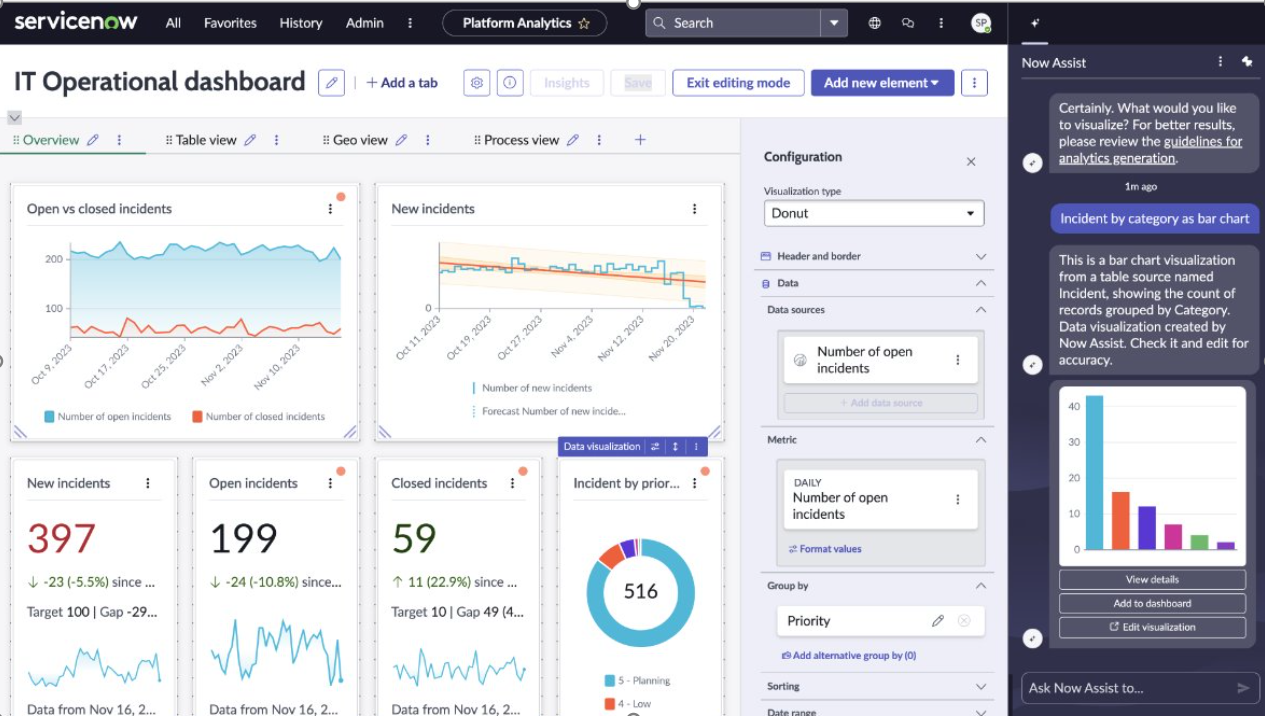 servicenow
All Favorites History Admin
Platform Analytics
Search
SP
IT Operational dashboard
+ Add a tab
Insights
Save
Exit editing mode
Add new element
Overview
Table view
Geo view
Process view
Open vs closed incidents
200
100
Oct 9, 2023
Oct 17, 2023
Oct 25, 2023
Nov 2, 2023
Nov 10, 2023
Number of open incidents
Number of closed incidents
New incidents
0
Oct 11, 2023
Oct 19, 2023
Oct 27, 2023
Nov 4, 2023
Nov 12, 2023
Nov 20, 2023
Number of new incidents
Forecast Number of new incide...
Data visualization
New incidents
397
↓ -23 (-5.5%) since ...
Target 100 | Gap -29...
Data from Nov 16, 2...
Open incidents
199
↓ -24 (-10.8%) since...
Data from Nov 16, 2...
Closed incidents
59
↑ 11 (22.9%) since ...
Target 10 | Gap 49 (4...
Data from Nov 16, 2...
Incident by prior...
516
5 - Planning
4 - Low
Configuration
Visualization type
Donut
Header and border
Data
Data sources
Number of open
incidents
+ Add data source
Metric
DAILY
Number of open
incidents
Format values
Group by
Priority
Add alternative group by (0)
Sorting
Date range
Now Assist
Certainly. What would you like
to visualize? For better results,
please review the guidelines for
analytics generation.
1m ago
Incident by category as bar chart
This is a bar chart visualization
from a table source named
Incident, showing the count of
records grouped by Category.
Data visualization created by
Now Assist. Check it and edit for
accuracy.
40
30
20
10
0
View details
Add to dashboard
Edit visualization
Ask Now Assist to...